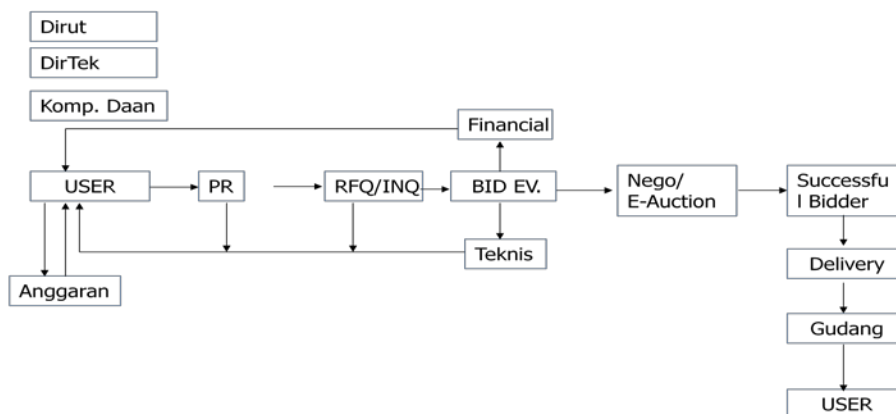 Dirut
DirTek
Komp. Daan
Financial
USER
PR
RFQ/INQ
BID EV.
Nego/
E-Auction
Successfu
l Bidder
Teknis
Delivery
Anggaran
Gudang
USER